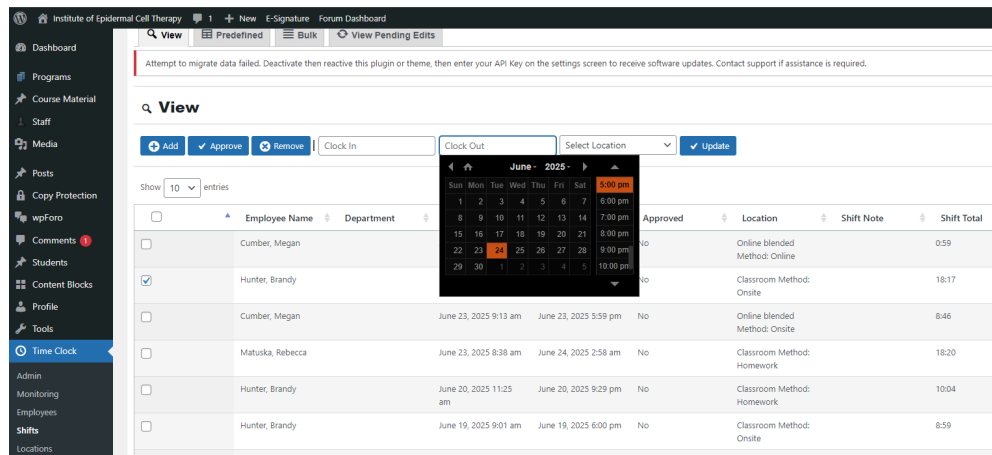 Institute of Epidermal Cell Therapy 1 New E-Signature Forum Dashboard
View Predefined Bulk View Pending Edits
Attempt to migrate data failed. Deactivate then reactive this plugin or theme, then enter your API Key on the settings screen to receive software updates. Contact support if assistance is required.
Dashboard
Programs
Course Material
Staff
Media
Posts
Copy Protection
wpForo
Comments 1
Students
Content Blocks
Profile
Tools
Time Clock
Admin
Monitoring
Employees
Shifts
Locations
View
Add Approve Remove | Clock In Clock Out Select Location Update
Show 10 entries
June 2025
Sun Mon Tue Wed Thu Fri Sat
1 2 3 4 5 6 7
8 9 10 11 12 13 14
15 16 17 18 19 20 21
22 23 24 25 26 27 28
29 30 1 2 3 4 5
5:00 pm
6:00 pm
7:00 pm
8:00 pm
9:00 pm
10:00 pm
Employee Name Department Approved Location Shift Note Shift Total
Cumber, Megan No Online blended 0:59
Method: Online
Hunter, Brandy No Classroom Method: 18:17
Onsite
Cumber, Megan June 23, 2025 9:13 am June 23, 2025 5:59 pm No Online blended 8:46
Method: Onsite
Matuska, Rebecca June 23, 2025 8:38 am June 24, 2025 2:58 am No Classroom Method: 18:20
Homework
Hunter, Brandy June 20, 2025 11:25 June 20, 2025 9:29 pm No Classroom Method: 10:04
am Homework
Hunter, Brandy June 19, 2025 9:01 am June 19, 2025 6:00 pm No Classroom Method: 8:59
Onsite